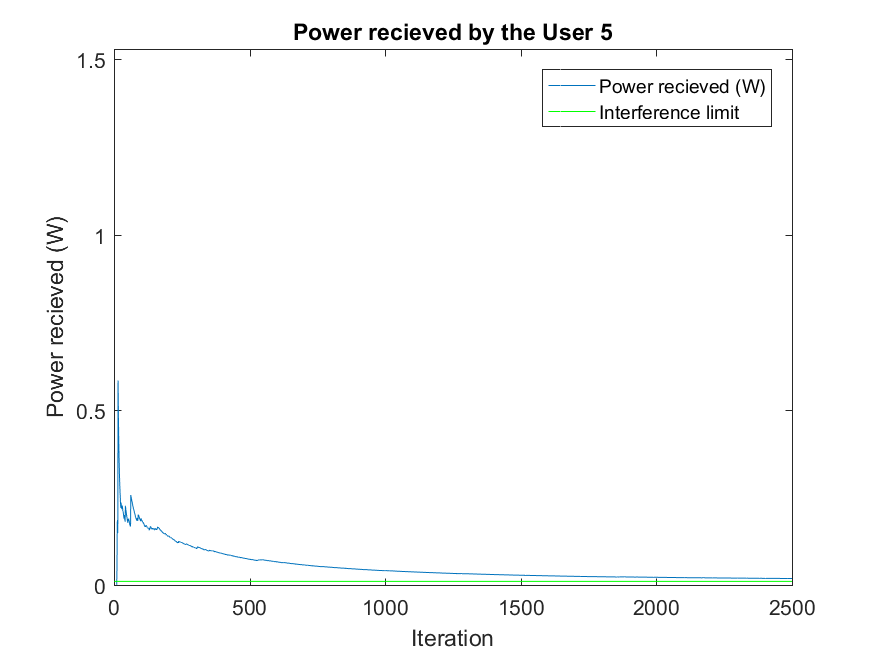 Power recieved by the User 5
1.5
Power recieved (W)
Interference limit
1
Power recieved (W)
0.5
0
0
500
1000
1500
2000
2500
Iteration